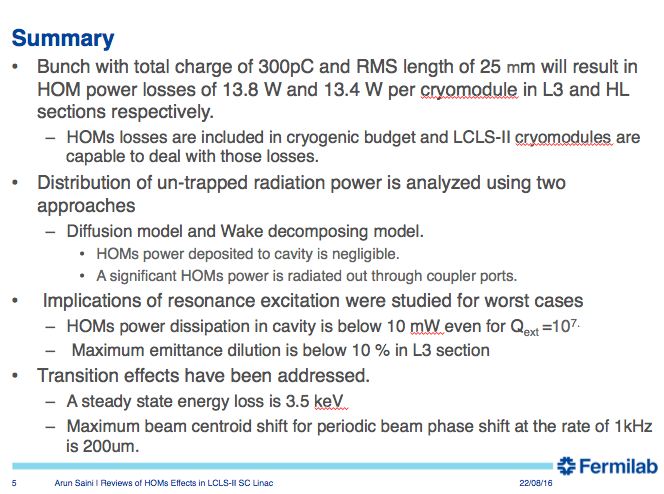 Summary
• Bunch with total charge of 300pC and RMS length of 25 mm will result in
HOM power losses of 13.8 W and 13.4 W per cryomodule in L3 and HL
sections respectively.
– HOMs losses are included in cryogenic budget and LCLS-II cryomodules are
capable to deal with those losses.
• Distribution of un-trapped radiation power is analyzed using two
approaches
– Diffusion model and Wake decomposing model.
• HOMs power deposited to cavity is negligible.
• A significant HOMs power is radiated out through coupler ports.
• Implications of resonance excitation were studied for worst cases
– HOMs power dissipation in cavity is below 10 mW even for Qext =10⁷.
– Maximum emittance dilution is below 10 % in L3 section
• Transition effects have been addressed.
– A steady state energy loss is 3.5 keV
– Maximum beam centroid shift for periodic beam phase shift at the rate of 1kHz
is 200um.
Fermilab
5 Arun Saini | Reviews of HOMs Effects in LCLS-II SC Linac 22/08/16